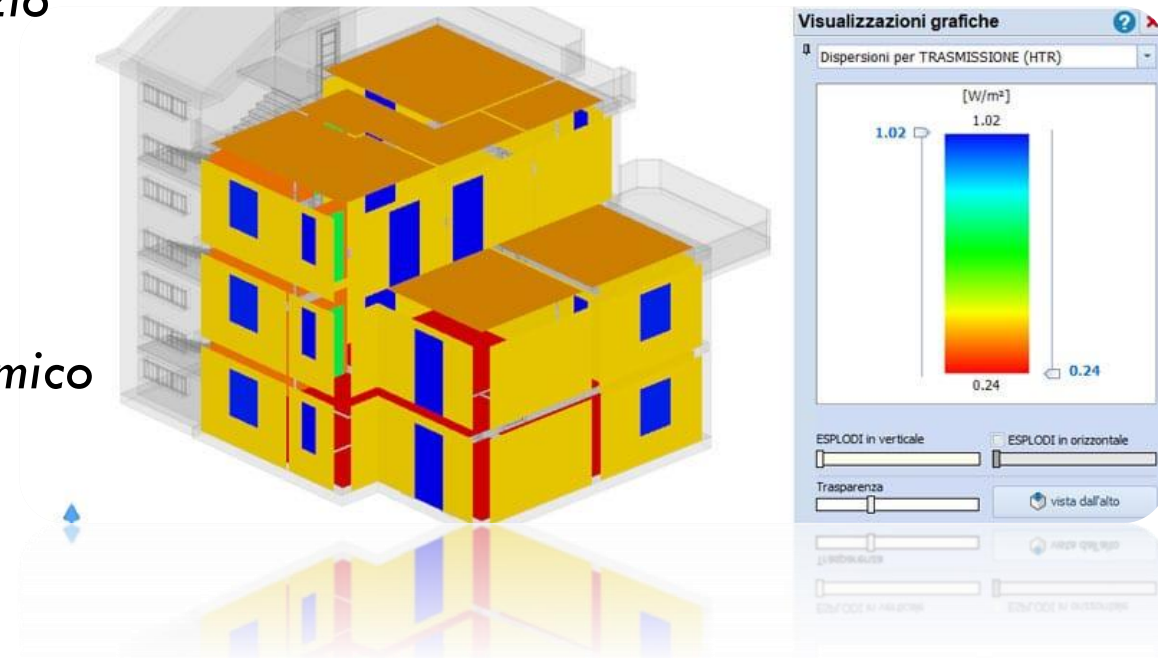 Visualizzazioni grafiche
Dispersioni per TRASMISSIONE (HTR)
[W/m²]
1.02
1.02
0.24
0.24
ESPLODI in verticale
ESPLODI in orizzontale
Trasparenza
vista dall'alto
mico